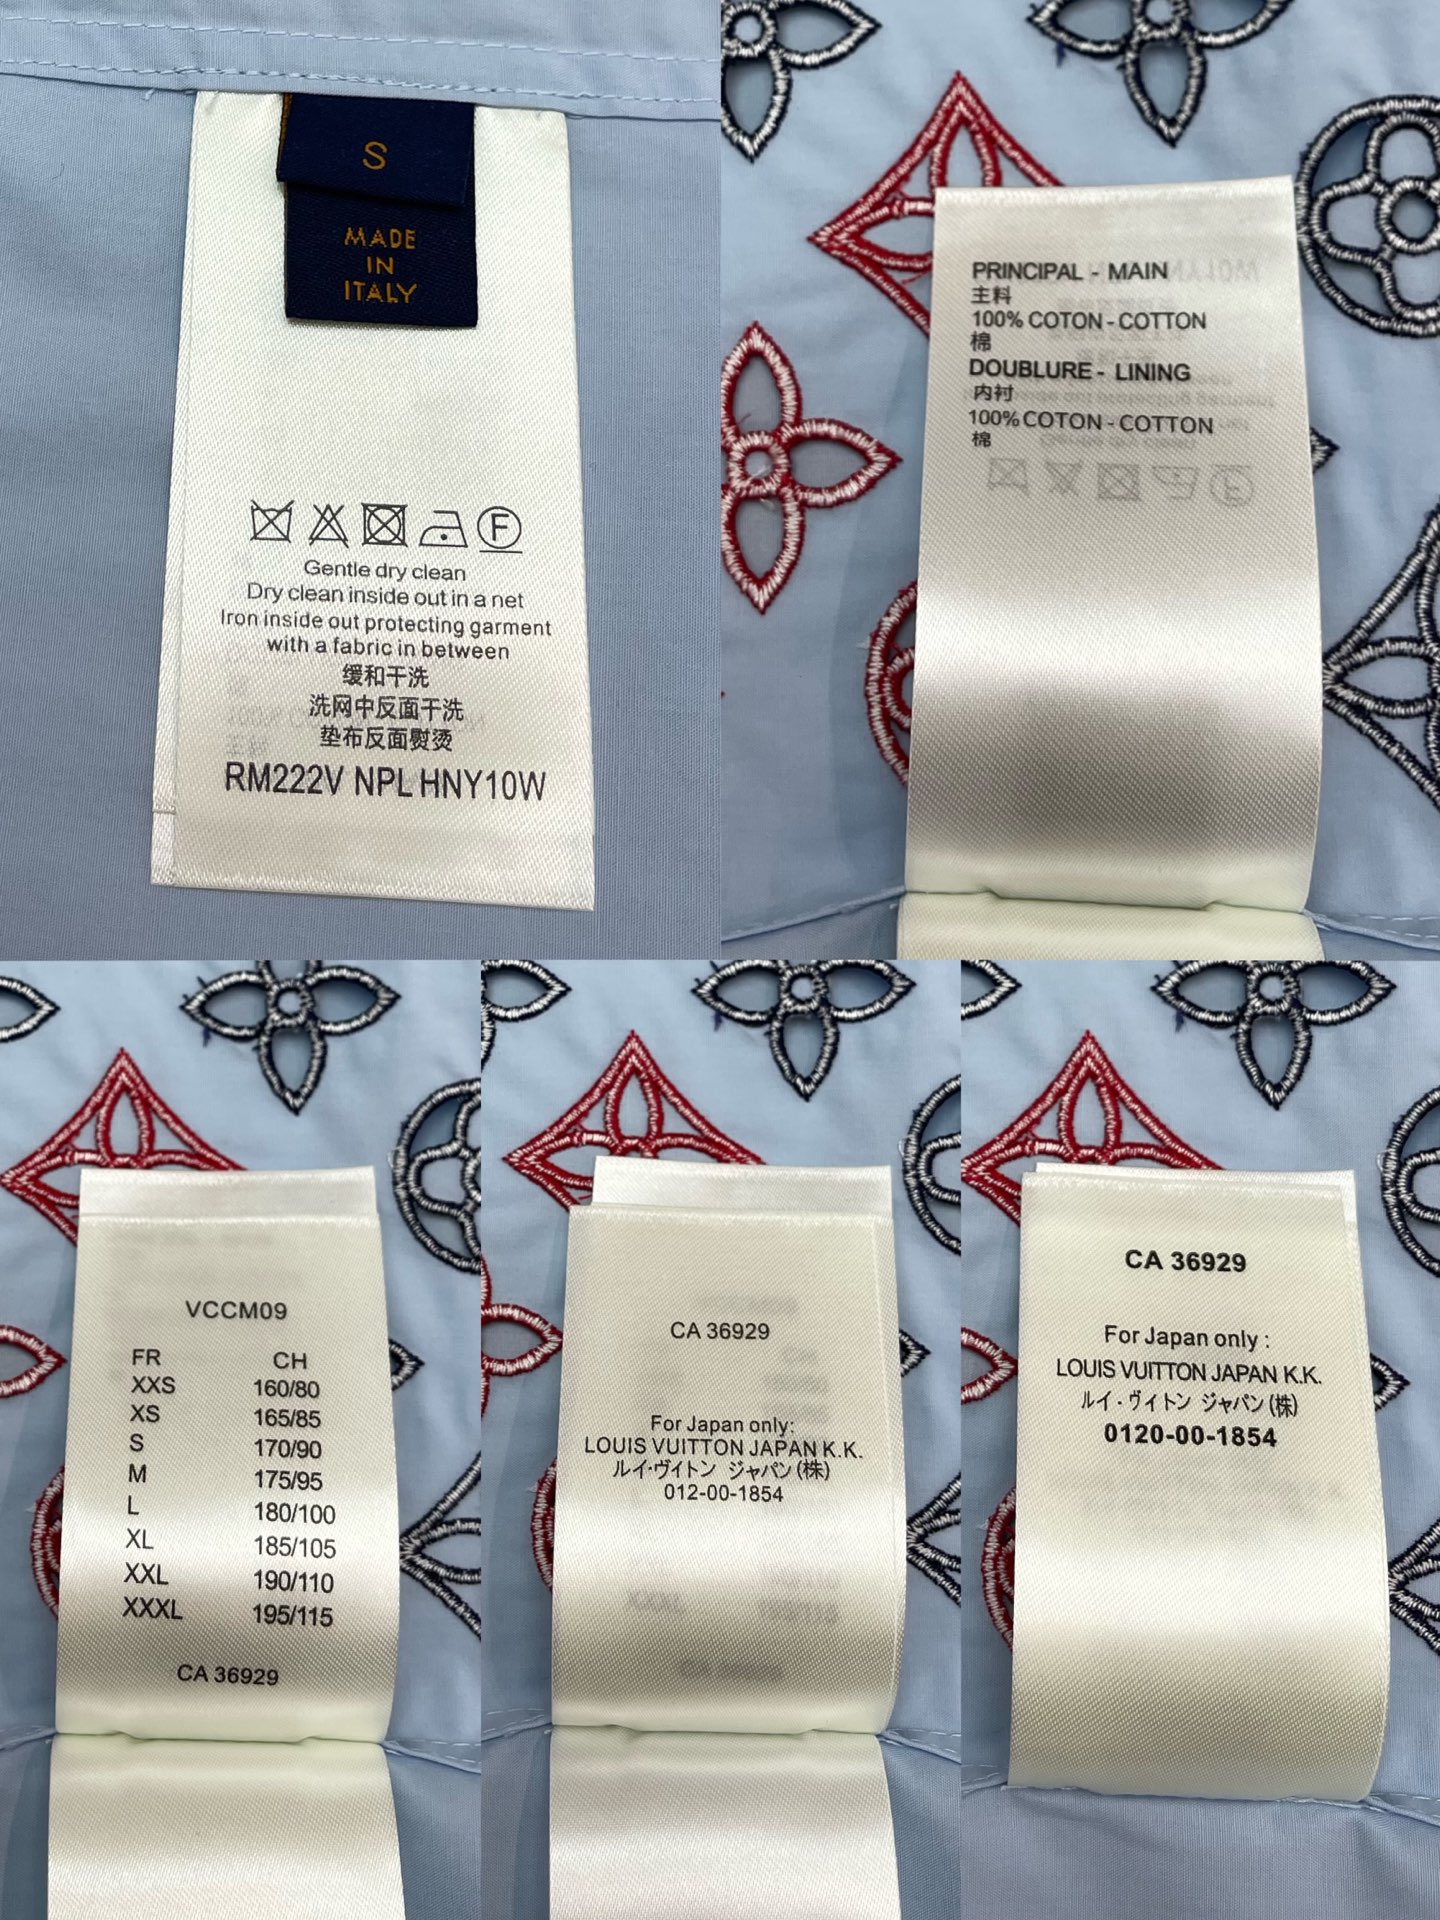 S
MADE
IN
ITALY
Gentle dry clean
Dry clean inside out in a net
Iron inside out protecting garment
with a fabric in between
缓和干洗
洗网中反面干洗
垫布反面熨烫
RM222V NPL HNY10W
PRINCIPAL - MAIN
主料
100% COTON - COTTON
棉
DOUBLURE - LINING
内衬
100% COTON - COTTON
棉
VCCM09
FR CH
XXS 160/80
XS 165/85
S 170/90
M 175/95
L 180/100
XL 185/105
XXL 190/110
XXXL 195/115
CA 36929
CA 36929
For Japan only:
LOUIS VUITTON JAPAN K.K.
ルイ・ヴィトン ジャパン(株)
012-00-1854
CA 36929
For Japan only :
LOUIS VUITTON JAPAN K.K.
ルイ・ヴィトン ジャパン(株)
0120-00-1854